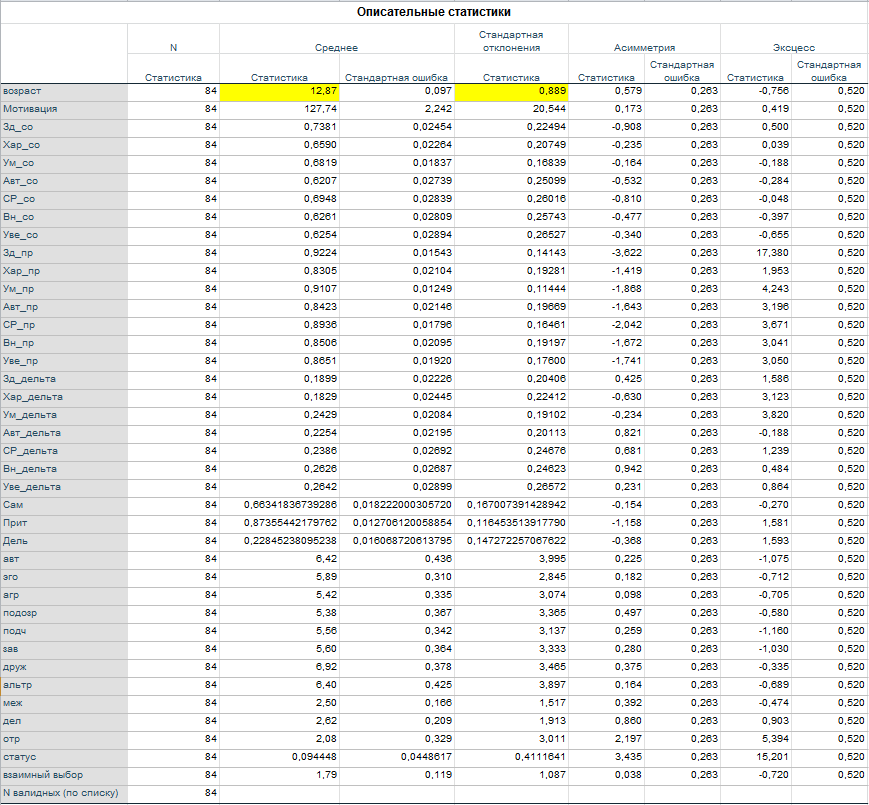 Описательные статистики
N Среднее Стандартная отклонения Асимметрия Эксцесс
Статистика Статистика Стандартная ошибка Статистика Статистика Стандартная ошибка Статистика Стандартная ошибка
возраст 84 12,87 0,097 0,889 0,579 0,263 -0,756 0,520
Мотивация 84 127,74 2,242 20,544 0,173 0,263 0,419 0,520
Зд_со 84 0,7381 0,02454 0,22494 -0,908 0,263 0,500 0,520
Хар_со 84 0,6590 0,02264 0,20749 -0,235 0,263 0,039 0,520
Ум_со 84 0,6819 0,01837 0,16839 -0,164 0,263 -0,188 0,520
Авт_со 84 0,6207 0,02739 0,25099 -0,532 0,263 -0,284 0,520
СР_со 84 0,6948 0,02839 0,26016 -0,810 0,263 -0,048 0,520
Вн_со 84 0,6261 0,02809 0,25743 -0,477 0,263 -0,397 0,520
Уве_со 84 0,6254 0,02894 0,26527 -0,340 0,263 -0,655 0,520
Зд_пр 84 0,9224 0,01543 0,14143 -3,622 0,263 17,380 0,520
Хар_пр 84 0,8305 0,02104 0,19281 -1,419 0,263 1,953 0,520
Ум_пр 84 0,9107 0,01249 0,11444 -1,868 0,263 4,243 0,520
Авт_пр 84 0,8423 0,02146 0,19669 -1,643 0,263 3,196 0,520
СР_пр 84 0,8936 0,01796 0,16461 -2,042 0,263 3,671 0,520
Вн_пр 84 0,8506 0,02095 0,19197 -1,672 0,263 3,041 0,520
Уве_пр 84 0,8651 0,01920 0,17600 -1,741 0,263 3,050 0,520
Зд_дельта 84 0,1899 0,02226 0,20406 0,425 0,263 1,586 0,520
Хар_дельта 84 0,1829 0,02445 0,22412 -0,630 0,263 3,123 0,520
Ум_дельта 84 0,2429 0,02084 0,19102 -0,234 0,263 3,820 0,520
Авт_дельта 84 0,2254 0,02195 0,20113 0,821 0,263 -0,188 0,520
СР_дельта 84 0,2386 0,02692 0,24676 0,681 0,263 1,239 0,520
Вн_дельта 84 0,2626 0,02687 0,24623 0,942 0,263 0,484 0,520
Уве_дельта 84 0,2642 0,02899 0,26572 0,231 0,263 0,864 0,520
Сам 84 0,66341836739286 0,018222000305720 0,167007391428942 -0,154 0,263 -0,270 0,520
Прит 84 0,87355442179762 0,012706120058854 0,116453513917790 -1,158 0,263 1,581 0,520
Дель 84 0,22845238095238 0,016068720613795 0,147272257067622 -0,368 0,263 1,593 0,520
авт 84 6,42 0,436 3,995 0,225 0,263 -1,075 0,520
эго 84 5,89 0,310 2,845 0,182 0,263 -0,712 0,520
агр 84 5,42 0,335 3,074 0,098 0,263 -0,705 0,520
подозр 84 5,38 0,367 3,365 0,497 0,263 -0,580 0,520
подч 84 5,56 0,342 3,137 0,259 0,263 -1,160 0,520
зав 84 5,60 0,364 3,333 0,280 0,263 -1,030 0,520
друж 84 6,92 0,378 3,465 0,375 0,263 -0,335 0,520
альтр 84 6,40 0,425 3,897 0,164 0,263 -0,689 0,520
меж 84 2,50 0,166 1,517 0,392 0,263 -0,474 0,520
дел 84 2,62 0,209 1,913 0,860 0,263 0,903 0,520
отр 84 2,08 0,329 3,011 2,197 0,263 5,394 0,520
статус 84 0,094448 0,0448617 0,4111641 3,435 0,263 15,201 0,520
взаимный выбор 84 1,79 0,119 1,087 0,038 0,263 -0,720 0,520
N валидных (по списку) 84